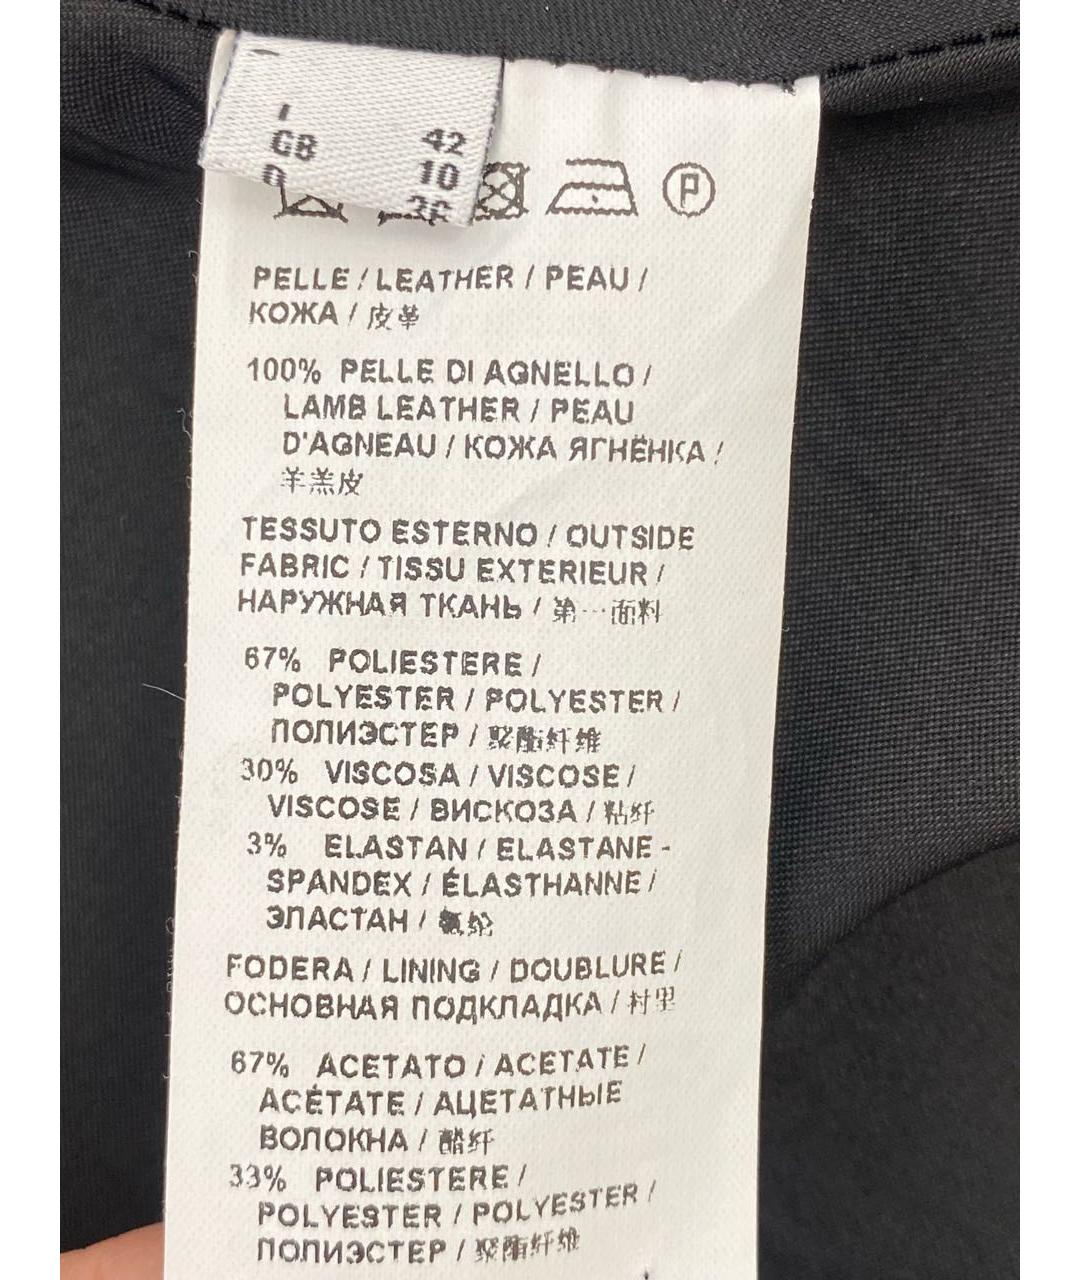 I 42
GB 10
D 36
P
PELLE / LEATHER / PEAU /
КОЖА / 皮革
100% PELLE DI AGNELLO /
LAMB LEATHER / PEAU
D'AGNEAU / КОЖА ЯГНЁНКА /
羊羔皮
TESSUTO ESTERNO / OUTSIDE
FABRIC / TISSU EXTERIEUR /
НАРУЖНАЯ ТКАНЬ / 第一面料
67% POLIESTERE /
POLYESTER / POLYESTER /
ПОЛИЭСТЕР / 聚酯纤维
30% VISCOSA / VISCOSE /
VISCOSE / ВИСКОЗА / 粘纤
3% ELASTAN / ELASTANE -
SPANDEX / ÉLASTHANNE /
ЭЛАСТАН / 氨纶
FODERA / LINING / DOUBLURE /
ОСНОВНАЯ ПОДКЛАДКА / 衬里
67% ACETATO / ACETATE /
ACÉTATE / АЦЕТАТНЫЕ
ВОЛОКНА / 醋纤
33% POLIESTERE /
POLYESTER / POLYESTER /
ПОЛИЭСТЕР / 聚酯纤维